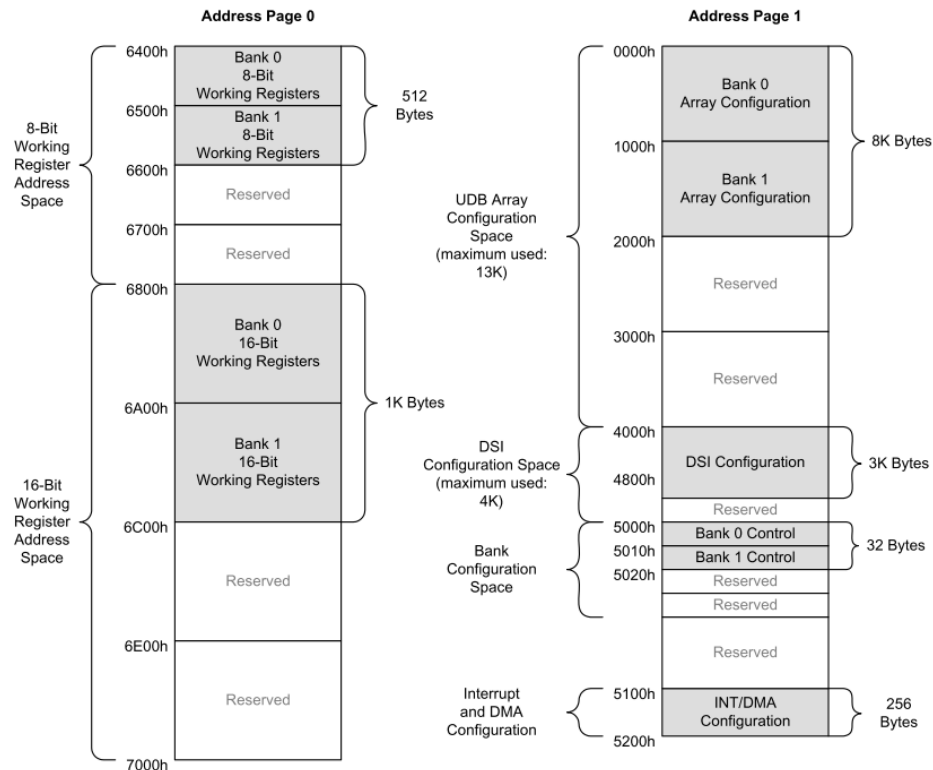 Address Page 0
6400h
Bank 0
8-Bit
Working Registers
6500h
Bank 1
8-Bit
Working Registers
6600h
Reserved
6700h
Reserved
6800h
512
Bytes
8-Bit
Working
Register
Address
Space
Bank 0
16-Bit
Working Registers
6A00h
Bank 1
16-Bit
Working Registers
6C00h
1K Bytes
16-Bit
Working
Register
Address
Space
Reserved
6E00h
Reserved
7000h
Address Page 1
0000h
Bank 0
Array Configuration
1000h
Bank 1
Array Configuration
2000h
8K Bytes
UDB Array
Configuration
Space
(maximum used:
13K)
Reserved
3000h
Reserved
4000h
DSI
Configuration Space
(maximum used:
4K)
DSI Configuration
4800h
3K Bytes
Reserved
5000h
Bank 0 Control
5010h
Bank 1 Control
5020h
32 Bytes
Bank
Configuration
Space
Reserved
Reserved
Reserved
5100h
Interrupt
and DMA
Configuration
INT/DMA
Configuration
256
Bytes
5200h